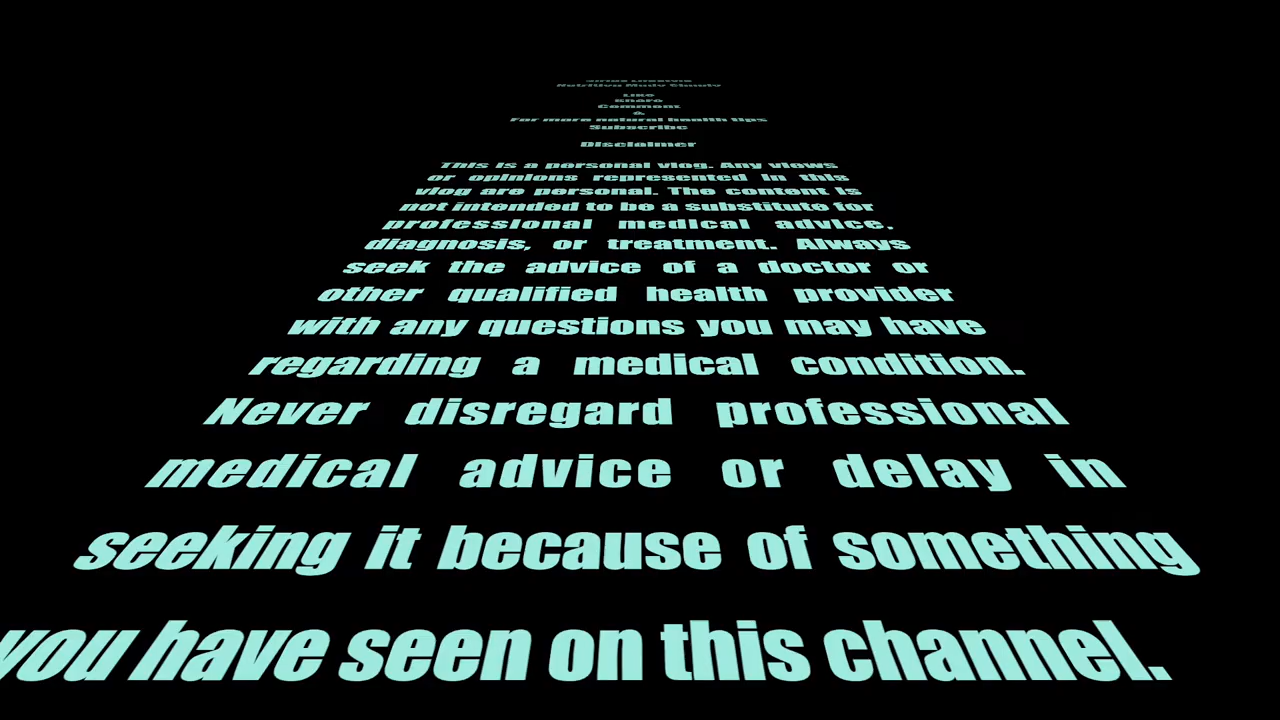 Lifestyle
Nutrition Made Simple
Like
Share
Comment
&
For more natural health tips
Subscribe
Disclaimer
This is a personal vlog. Any views
or opinions represented in this
vlog are personal. The content is
not intended to be a substitute for
professional medical advice,
diagnosis, or treatment. Always
seek the advice of a doctor or
other qualified health provider
with any questions you may have
regarding a medical condition.
Never disregard professional
medical advice or delay in
seeking it because of something
you have seen on this channel.